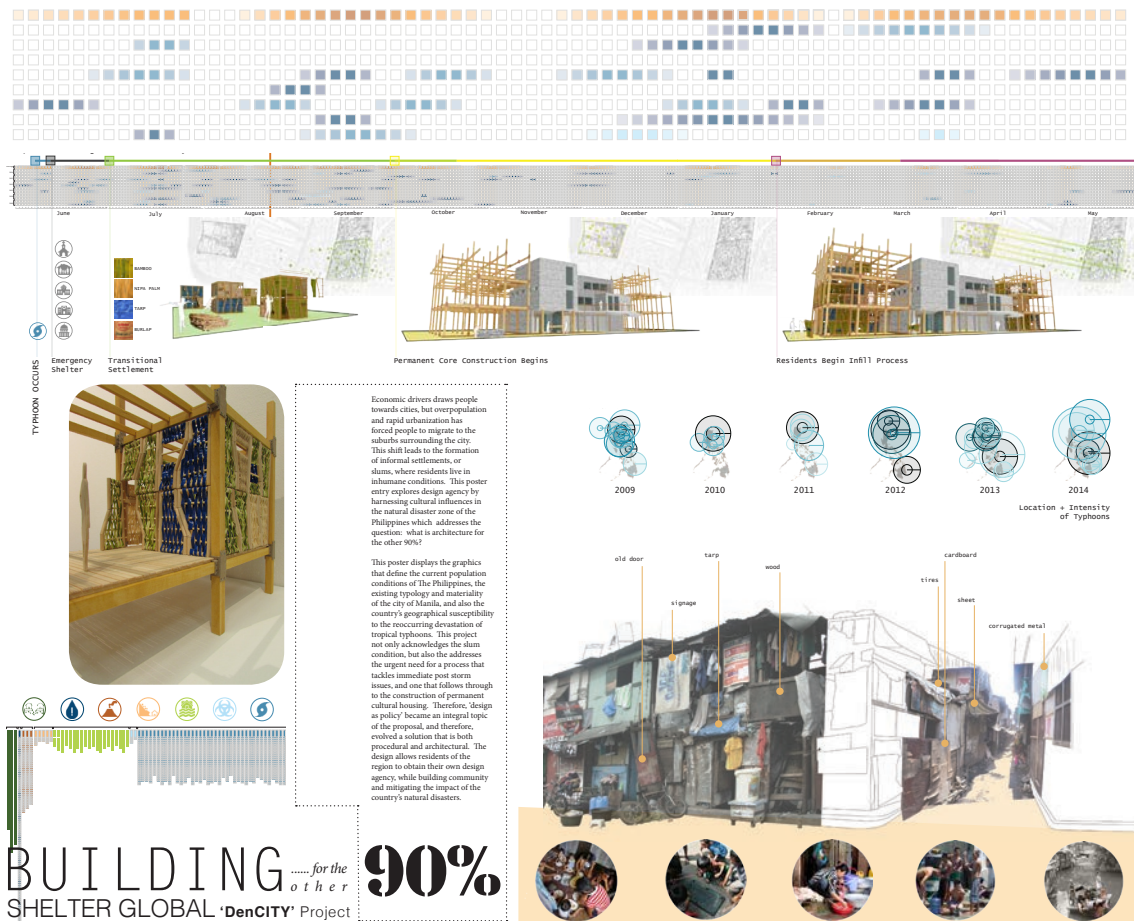 June
July
August
September
October
November
December
January
February
March
April
May
BAMBOO
NIPA PALM
TARP
BURLAP
TYPHOON OCCURS
Emergency
Shelter
Transitional
Settlement
Permanent Core Construction Begins
Residents Begin Infill Process
Economic drivers draws people
towards cities, but overpopulation
and rapid urbanization has
forced people to migrate to the
suburbs surrounding the city.
This shift leads to the formation
of informal settlements, or
slums, where residents live in
inhumane conditions. This poster
entry explores design agency by
harnessing cultural influences in
the natural disaster zone of the
Philippines which addresses the
question: what is architecture for
the other 90%?
This poster displays the graphics
that define the current population
conditions of The Philippines, the
existing typology and materiality
of the city of Manila, and also the
country's geographical susceptibility
to the reoccurring devastation of
tropical typhoons. This project
not only acknowledges the slum
condition, but also the addresses
the urgent need for a process that
tackles immediate post storm
issues, and one that follows through
to the construction of permanent
cultural housing. Therefore, 'design
as policy' became an integral topic
of the proposal, and therefore,
evolved a solution that is both
procedural and architectural. The
design allows residents of the
region to obtain their own design
agency, while building community
and mitigating the impact of the
country's natural disasters.
2009
2010
2011
2012
2013
2014
Location + Intensity
of Typhoons
old door
tarp
cardboard
wood
tires
signage
sheet
corrugated metal
BUILDING ...... for the
other
90%
SHELTER GLOBAL 'DenCITY' Project